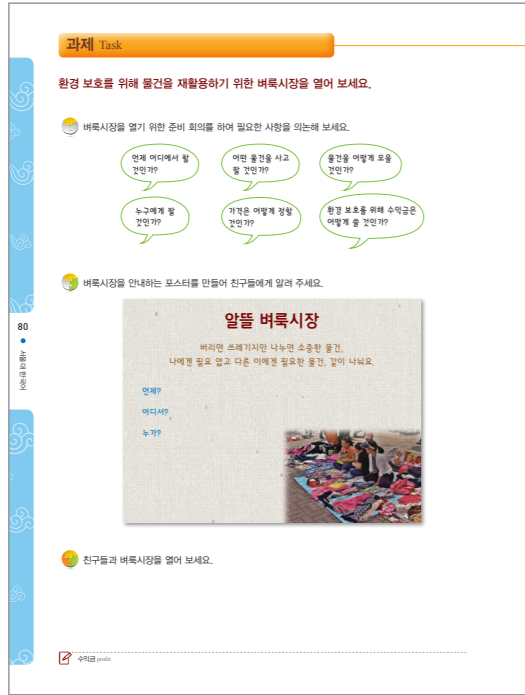 과제 Task
환경 보호를 위해 물건을 재활용하기 위한 벼룩시장을 열어 보세요.
벼룩시장을 열기 위한 준비 회의를 하여 필요한 사항을 의논해 보세요.
언제 어디에서 할
것인가?
어떤 물건을 사고
팔 것인가?
물건을 어떻게 모을
것인가?
누구에게 팔
것인가?
가격은 어떻게 정할
것인가?
환경 보호를 위해 수익금은
어떻게 쓸 것인가?
벼룩시장을 안내하는 포스터를 만들어 친구들에게 알려 주세요.
알뜰 벼룩시장
버리면 쓰레기지만 나누면 소중한 물건,
나에겐 필요 없고 다른 이에겐 필요한 물건, 같이 나눠요.
언제?
어디서?
누가?
80
서울대 한국어
친구들과 벼룩시장을 열어 보세요.
수익금 profit